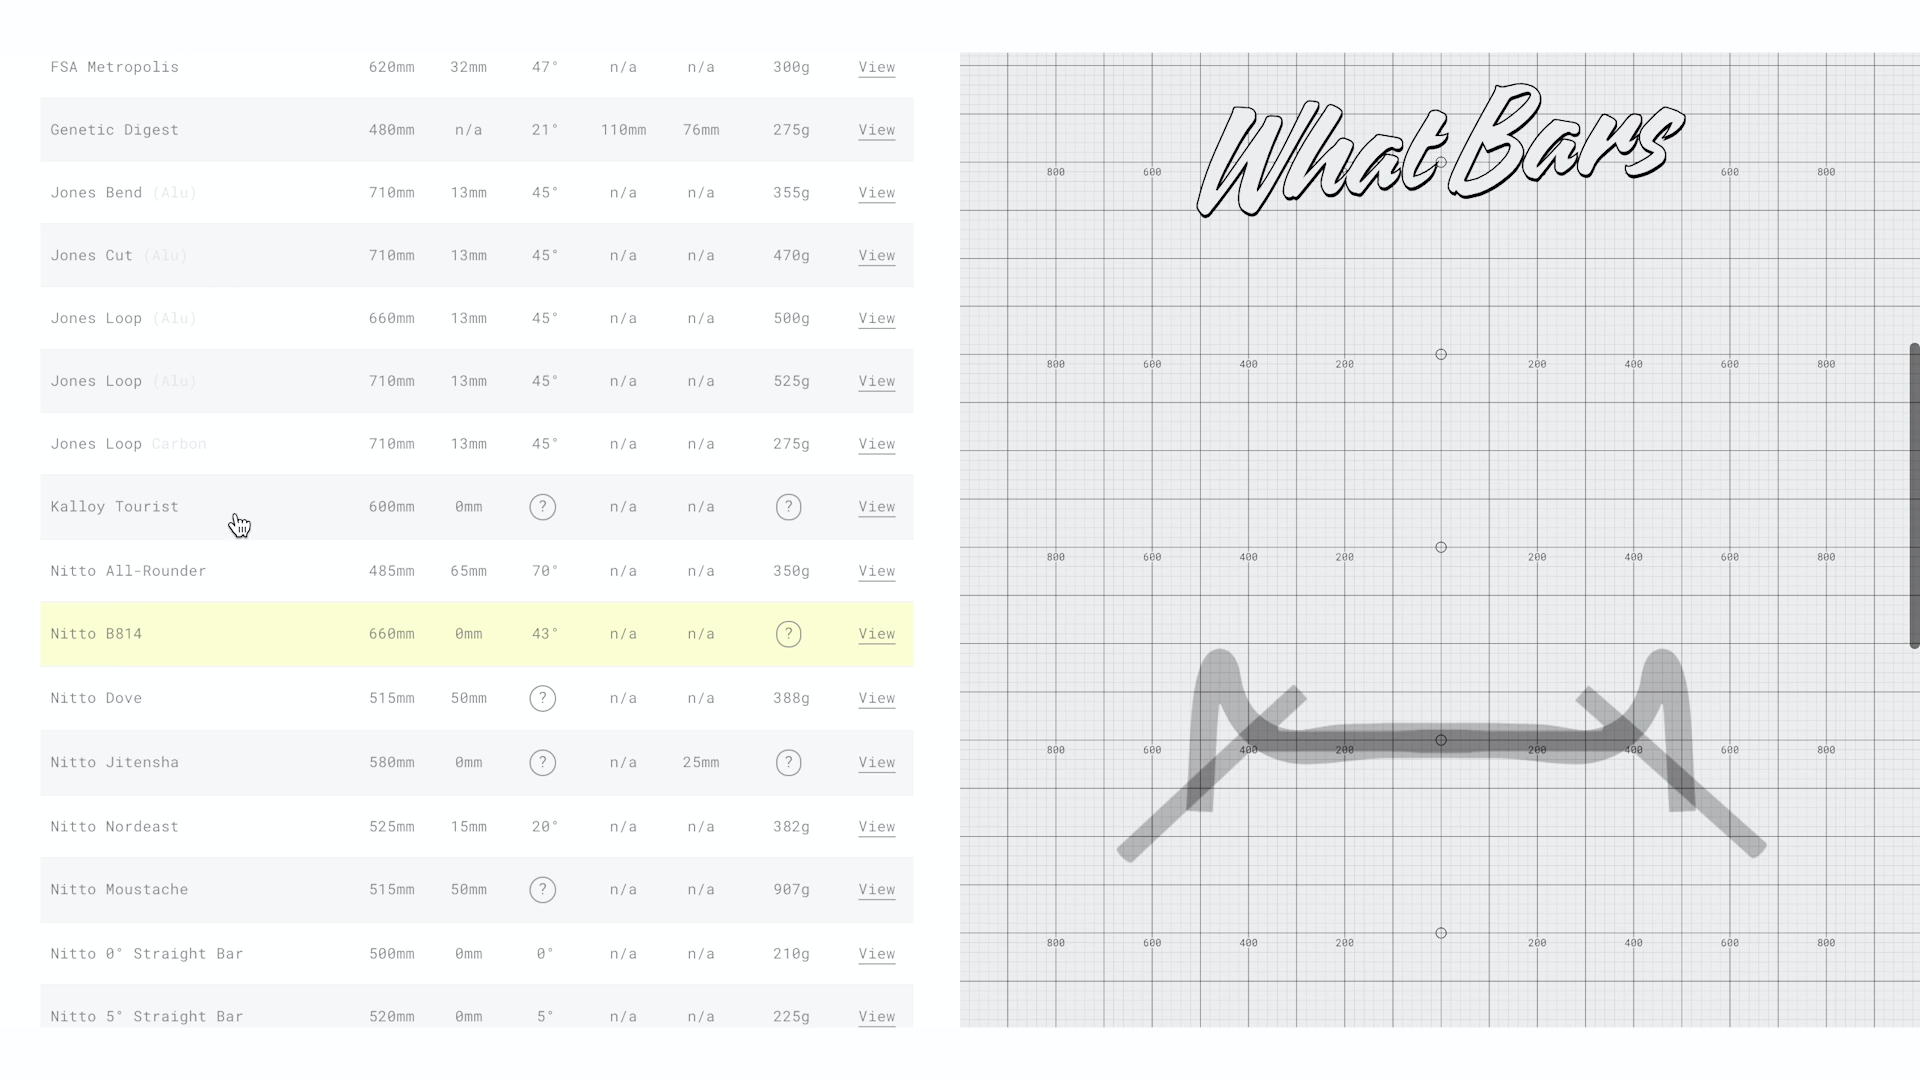 FSA Metropolis 620mm 32mm 47° n/a n/a 300g View
Genetic Digest 480mm n/a 21° 110mm 76mm 275g View
Jones Bend (Alu) 710mm 13mm 45° n/a n/a 355g View
Jones Cut (Alu) 710mm 13mm 45° n/a n/a 470g View
Jones Loop (Alu) 660mm 13mm 45° n/a n/a 500g View
Jones Loop (Alu) 710mm 13mm 45° n/a n/a 525g View
Jones Loop Carbon 710mm 13mm 45° n/a n/a 275g View
Kalloy Tourist 600mm 0mm ? n/a n/a ? View
Nitto All-Rounder 485mm 65mm 70° n/a n/a 350g View
Nitto B814 660mm 0mm 43° n/a n/a ? View
Nitto Dove 515mm 50mm ? n/a n/a 388g View
Nitto Jitensha 580mm 0mm ? n/a 25mm ? View
Nitto Nordeast 525mm 15mm 20° n/a n/a 382g View
Nitto Moustache 515mm 50mm ? n/a n/a 907g View
Nitto 0° Straight Bar 500mm 0mm 0° n/a n/a 210g View
Nitto 5° Straight Bar 520mm 0mm 5° n/a n/a 225g View
What Bars
800 600 600 800
800 600 400 200 200 400 600 800
800 600 400 200 200 400 600 800
800 600 400 200 200 400 600 800
800 600 400 200 200 400 600 800